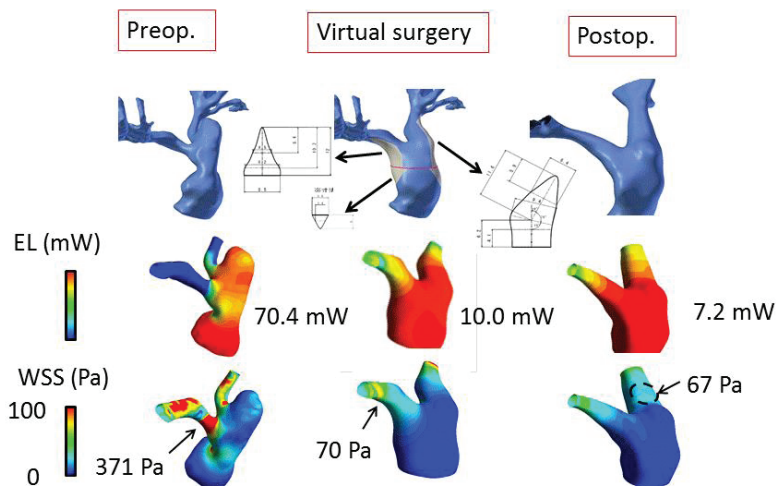 Preop.
Virtual surgery
Postop.
EL (mW)
70.4 mW
10.0 mW
7.2 mW
WSS (Pa)
100
0
371 Pa
70 Pa
67 Pa